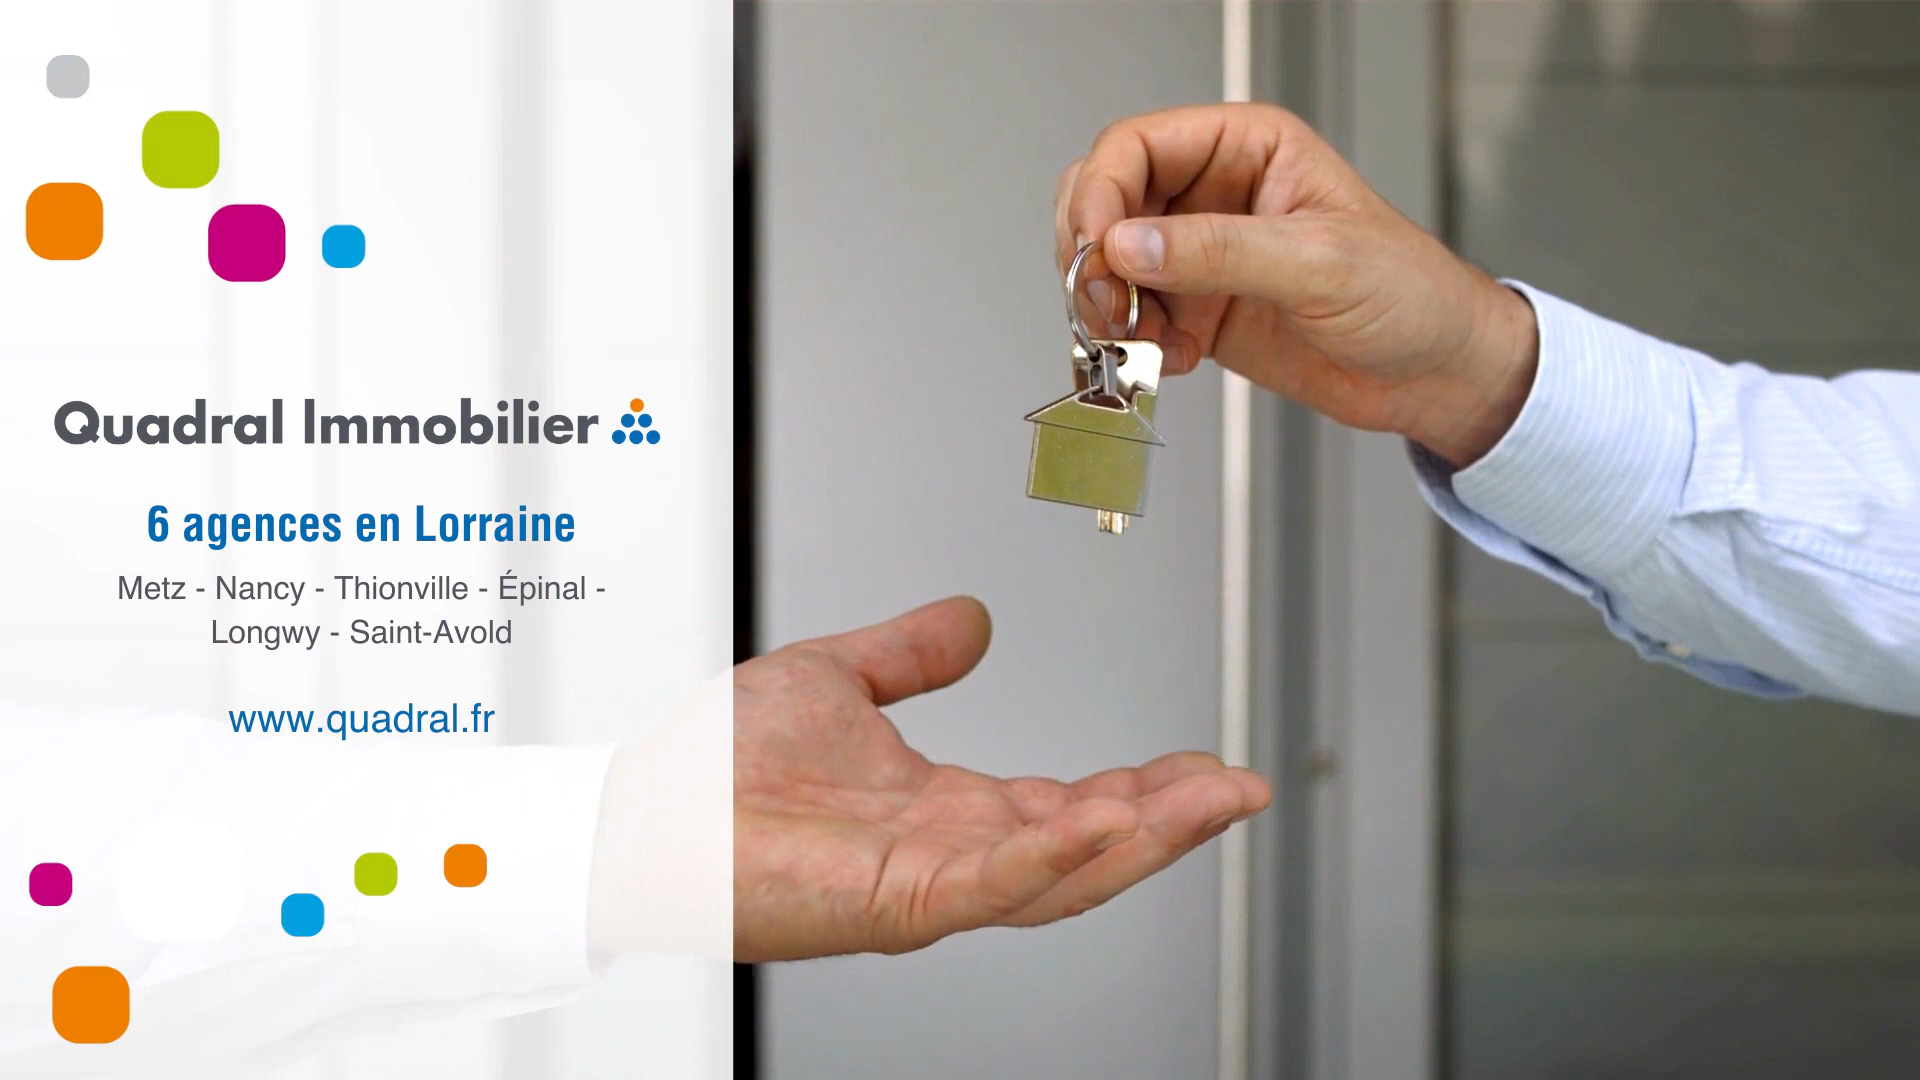 Quadral Immobilier
6 agences en Lorraine
Metz - Nancy - Thionville - Épinal -
Longwy - Saint-Avold
www.quadral.fr